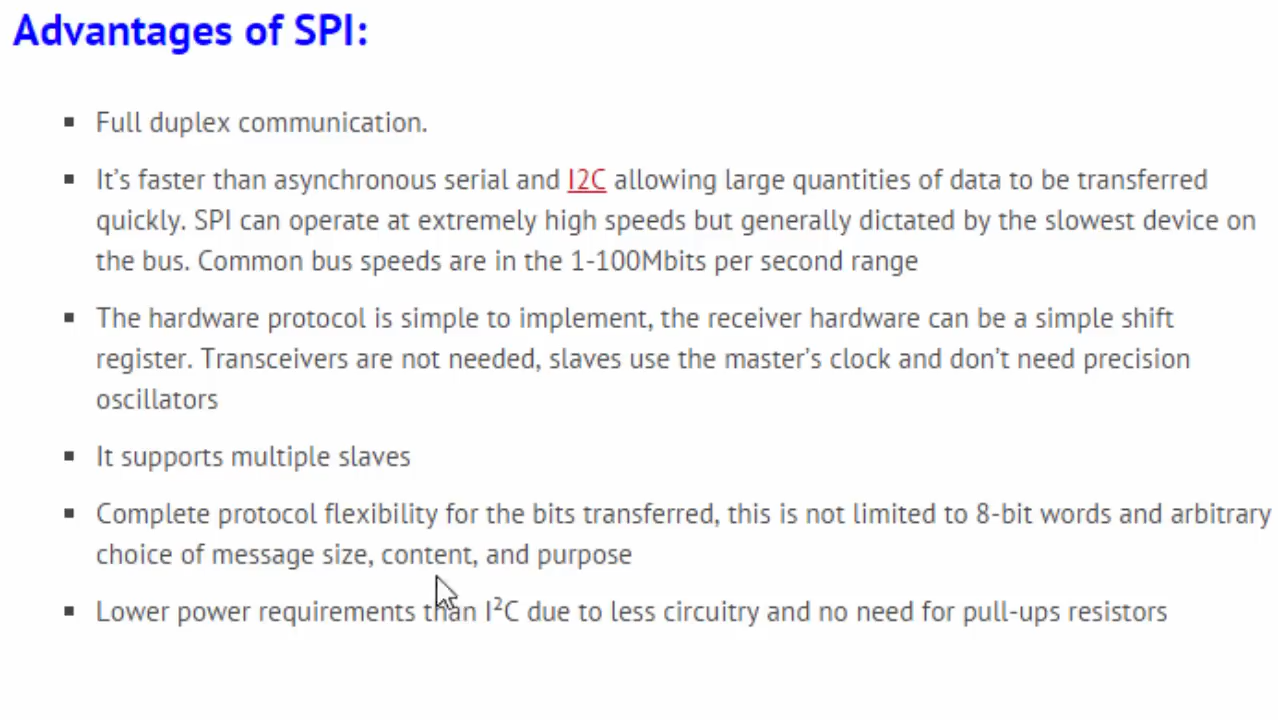 Advantages of SPI:
Full duplex communication.
It's faster than asynchronous serial and I2C allowing large quantities of data to be transferred
quickly. SPI can operate at extremely high speeds but generally dictated by the slowest device on
the bus. Common bus speeds are in the 1-100Mbits per second range
The hardware protocol is simple to implement, the receiver hardware can be a simple shift
register. Transceivers are not needed, slaves use the master's clock and don't need precision
oscillators
It supports multiple slaves
Complete protocol flexibility for the bits transferred, this is not limited to 8-bit words and arbitrary
choice of message size, content, and purpose
Lower power requirements than I²C due to less circuitry and no need for pull-ups resistors